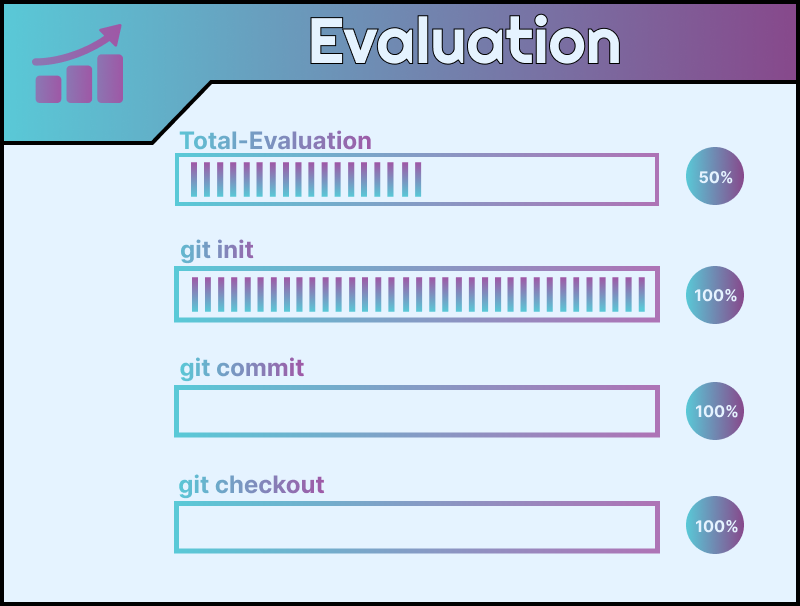 Evaluation
Total-Evaluation
50%
git init
100%
git commit
100%
git checkout
100%